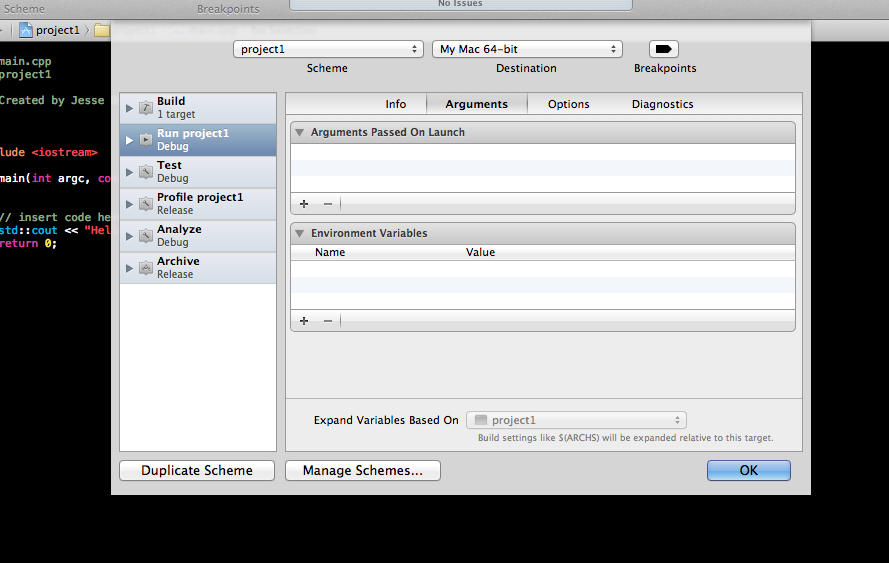 Scheme
Breakpoints
No Issues
project1
main.cpp
project1
Created by Jesse
lude <iostream>
main(int argc, co
// insert code he
std::cout << "Hel
return 0;
project1
My Mac 64-bit
Scheme
Destination
Breakpoints
Build
1 target
Run project1
Debug
Test
Debug
Profile project1
Release
Analyze
Debug
Archive
Release
Info
Arguments
Options
Diagnostics
Arguments Passed On Launch
Environment Variables
Name
Value
Expand Variables Based On
project1
Build settings like $(ARCHS) will be expanded relative to this target.
Duplicate Scheme
Manage Schemes...
OK